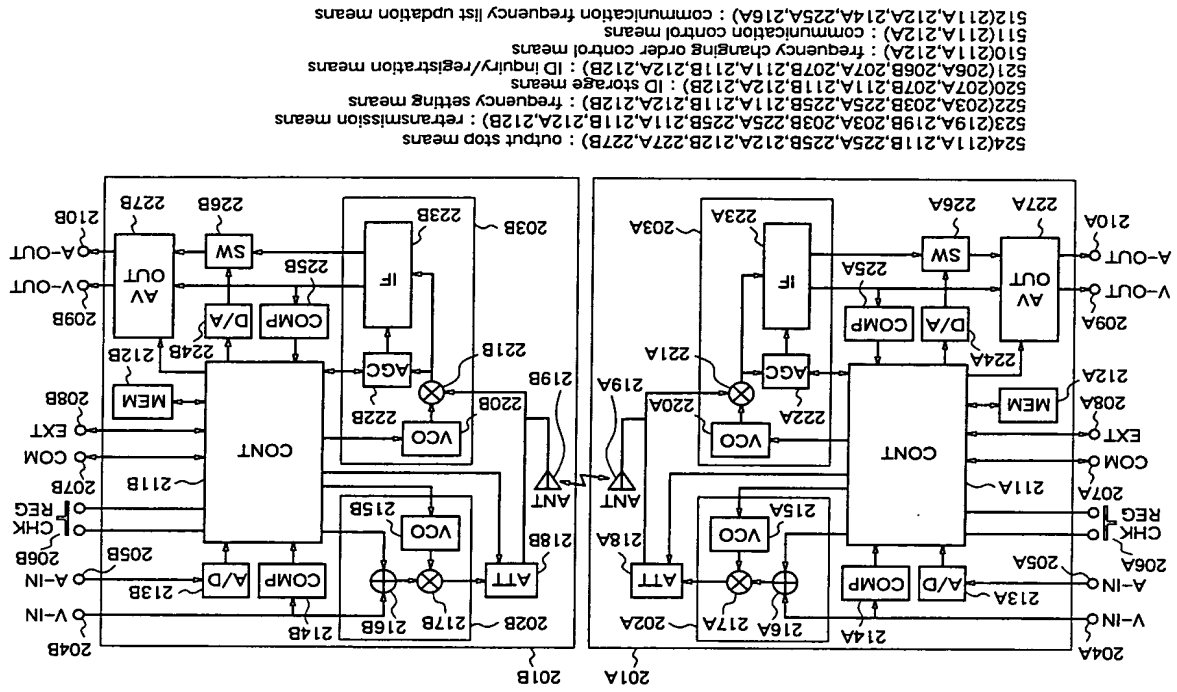 201A
201B
204A
V-IN
214A
216A
202A
217A
202B
217B
216B
214B
V-IN
204B
A-IN
205A
213A
A/D
COMP
ATT
218A
218B
ATT
COMP
A/D
213B
A-IN
205B
206A
CHK
REG
VCO
215A
215B
VCO
CHK
REG
206B
207A
COM
211A
CONT
ANT
219A
ANT
219B
CONT
211B
207B
COM
EXT
208A
VCO
220A
VCO
220B
EXT
208B
MEM
212A
222A
AGC
221A
221B
AGC
222B
MEM
212B
D/A
224A
COMP
225A
COMP
225B
D/A
224B
V-OUT
209A
AV OUT
227A
SW
226A
IF
223A
203A
IF
223B
203B
SW
226B
AV OUT
227B
V-OUT
209B
A-OUT
210A
A-OUT
210B
524(211A,211B,225A,225B,212A,212B,227A,227B) : output stop means
523(219A,219B,203A,203B,225A,225B,211A,211B,212A,212B) : retransmission means
522(203A,203B,225A,225B,211A,211B,212A,212B) : frequency setting means
520(207A,207B,211A,211B,212A,212B) : ID storage means
521(206A,206B,207A,207B,211A,211B,212A,212B) : ID inquiry/registration means
510(211A,212A) : frequency changing order control means
511(211A,212A) : communication control means
512(211A,212A,214A,225A,216A) : communication frequency list updation means